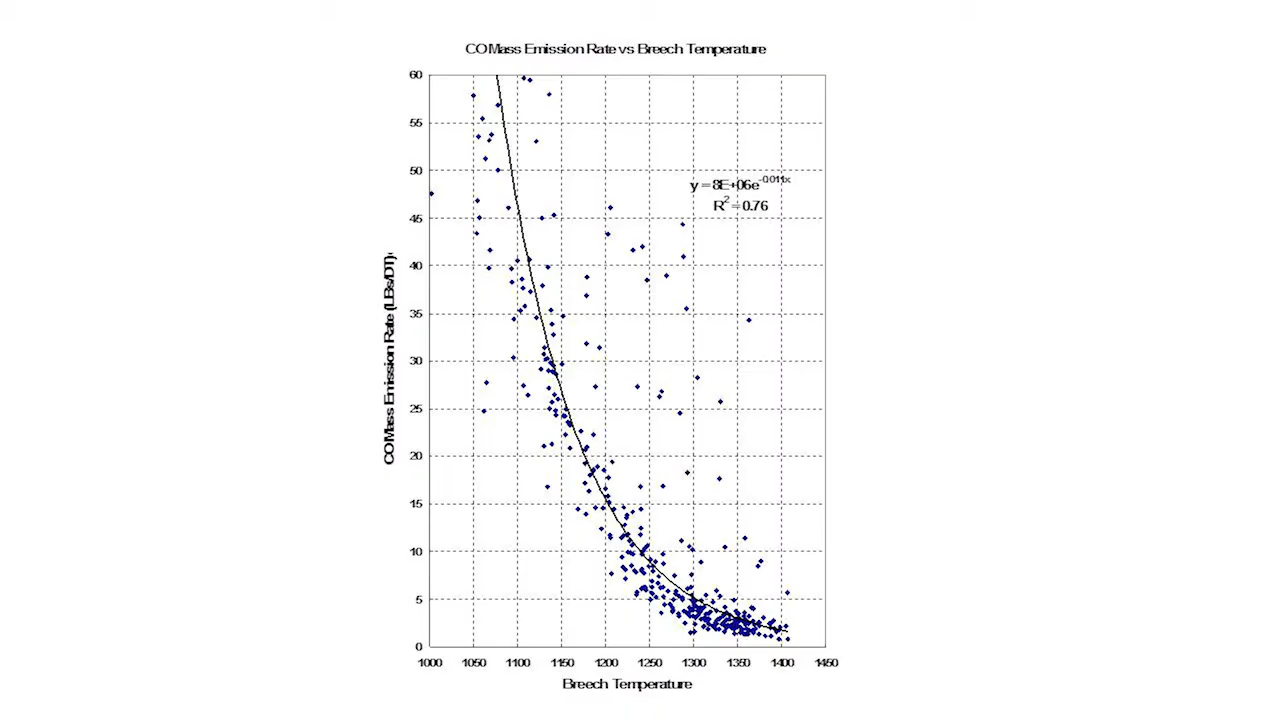 CO Mass Emission Rate vs Breech Temperature
60
55
50
45
40
35
30
25
20
15
10
5
0
CO Mass Emission Rate (LBs/DT)
y = 8E+06e^-0.011x
R² = 0.76
1000 1050 1100 1150 1200 1250 1300 1350 1400 1450
Breech Temperature